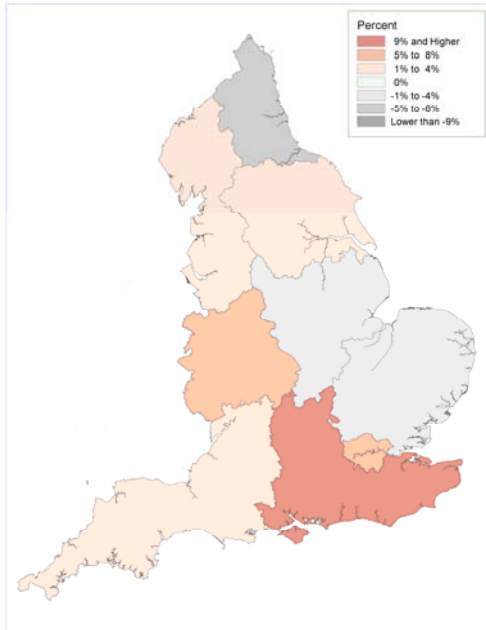 Percent
9% and Higher
5% to 8%
1% to 4%
0%
-1% to -4%
-5% to -8%
Lower than -9%